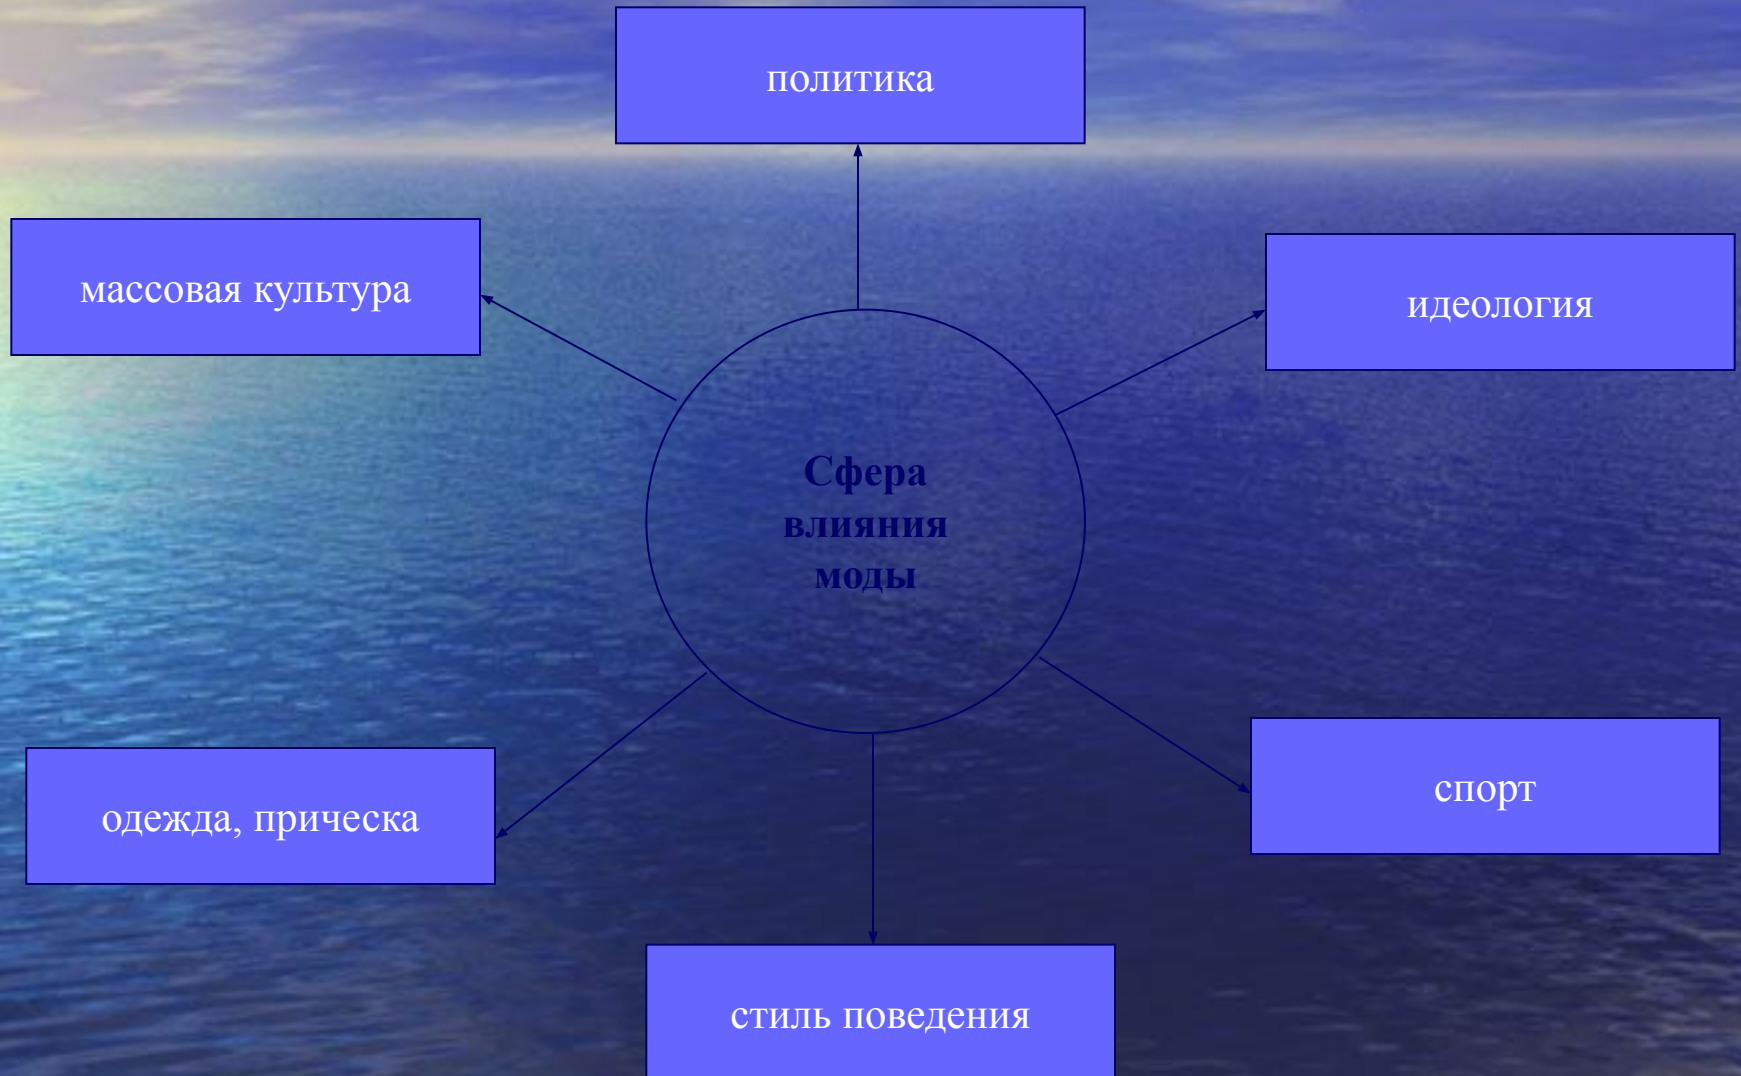 политика
массовая культура
идеология
Сфера
влияния
моды
спорт
одежда, прическа
стиль поведения